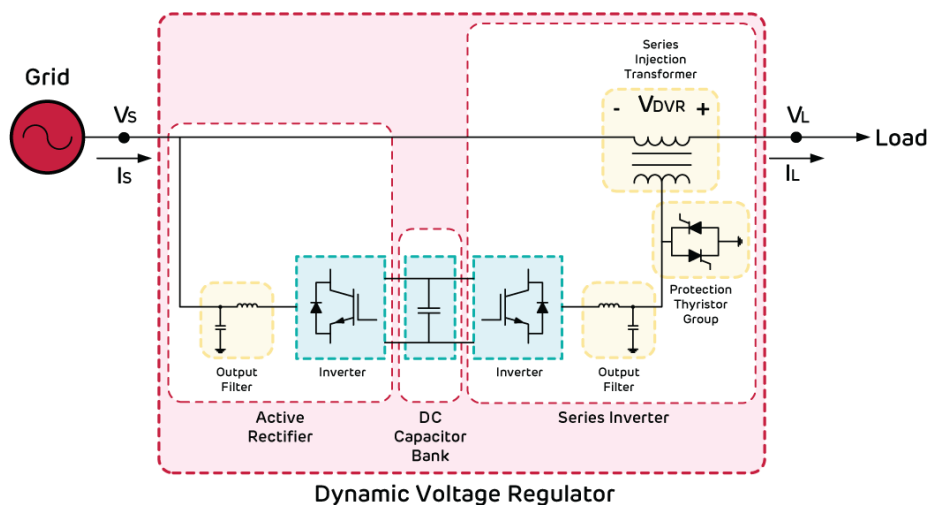 Series
Injection
Transformer
Grid
- VDVR +
VS
VL
Load
IS
IL
Protection
Thyristor
Group
Output
Filter
Inverter
Inverter
Output
Filter
Active
Rectifier
DC
Capacitor
Bank
Series Inverter
Dynamic Voltage Regulator